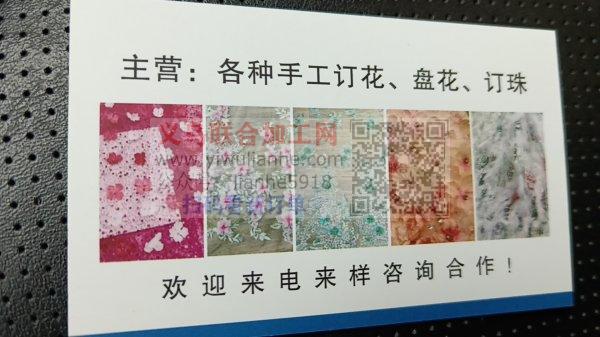 主营：各种手工订花、盘花、订珠
义乌联合加工网
www.yiwulianhe.com
lianhe5918
欢迎来电来样咨询合作！